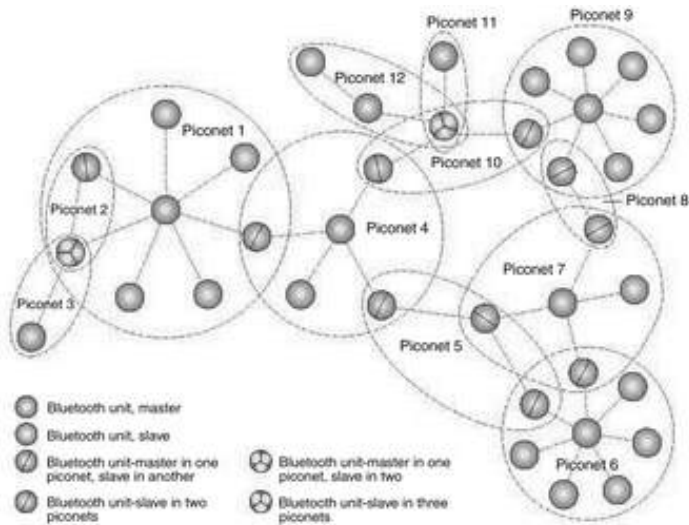 Piconet 11
Piconet 9
Piconet 12
Piconet 1
Piconet 10
Piconet 2
Piconet 8
Piconet 4
Piconet 7
Piconet 3
Piconet 5
Piconet 6
Bluetooth unit, master
Bluetooth unit, slave
Bluetooth unit-master in one
piconet, slave in another
Bluetooth unit-slave in two
piconets
Bluetooth unit-master in one
piconet, slave in two
Bluetooth unit-slave in three
piconets